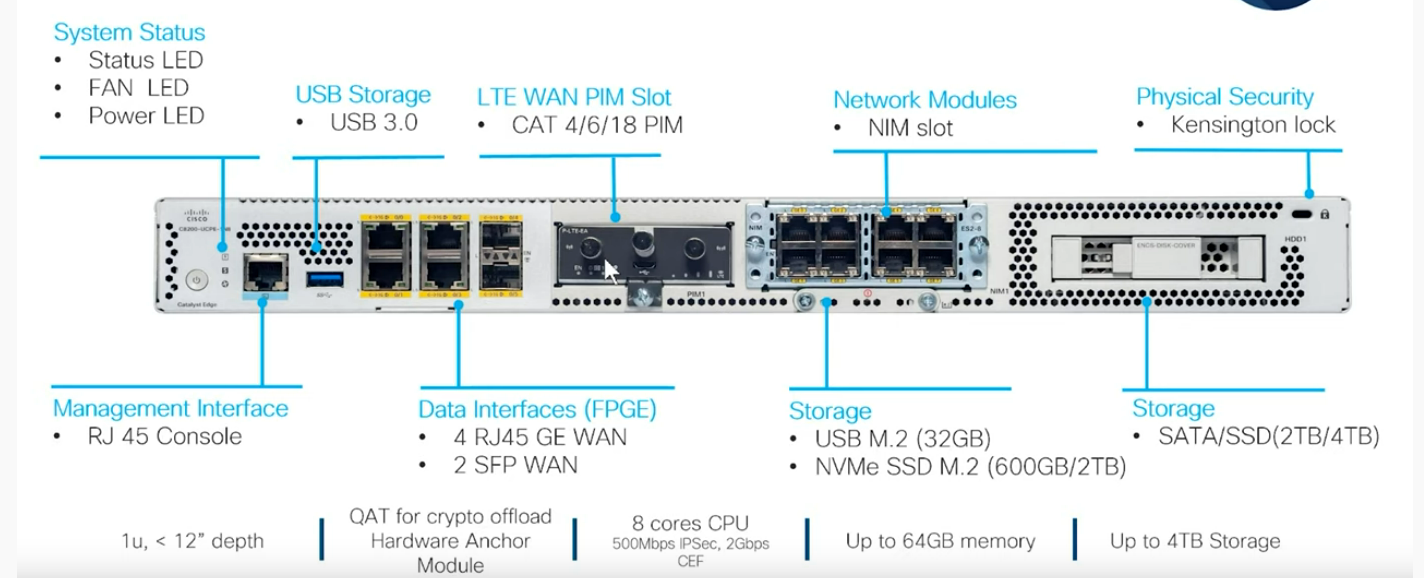 System Status
• Status LED
• FAN LED
• Power LED
USB Storage
• USB 3.0
LTE WAN PIM Slot
• CAT 4/6/18 PIM
Network Modules
• NIM slot
Physical Security
• Kensington lock
CISCO
Catalyst Edge
P-LTE-EA
PIM1
NIM
ES2-8
NIM1
ENCS-DISK-COVER
HDD1
Management Interface
• RJ 45 Console
Data Interfaces (FPGE)
• 4 RJ45 GE WAN
• 2 SFP WAN
Storage
• USB M.2 (32GB)
• NVMe SSD M.2 (600GB/2TB)
Storage
• SATA/SSD(2TB/4TB)
1u, < 12” depth
QAT for crypto offload
Hardware Anchor
Module
8 cores CPU
500Mbps IPSec, 2Gbps
CEF
Up to 64GB memory
Up to 4TB Storage